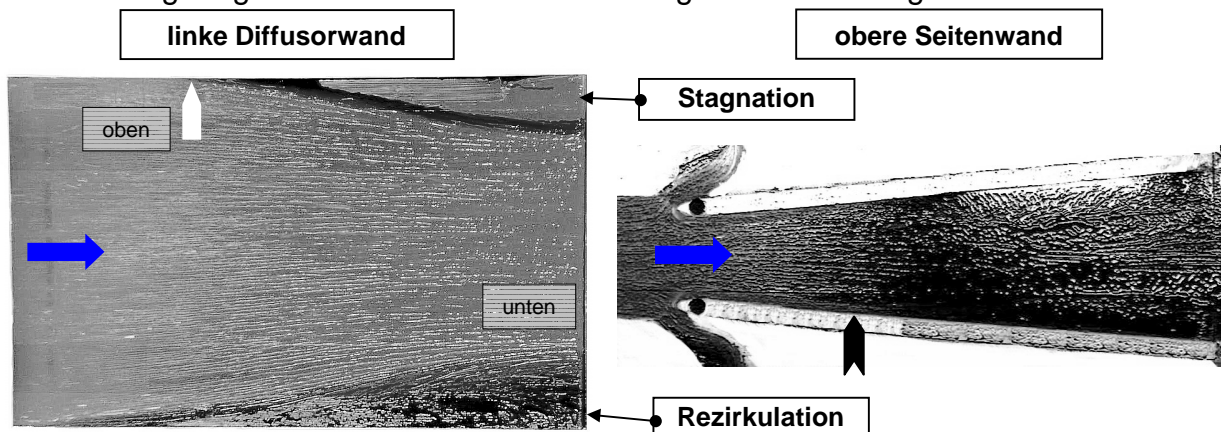 linke Diffusorwand
obere Seitenwand
Stagnation
oben
unten
Rezirkulation